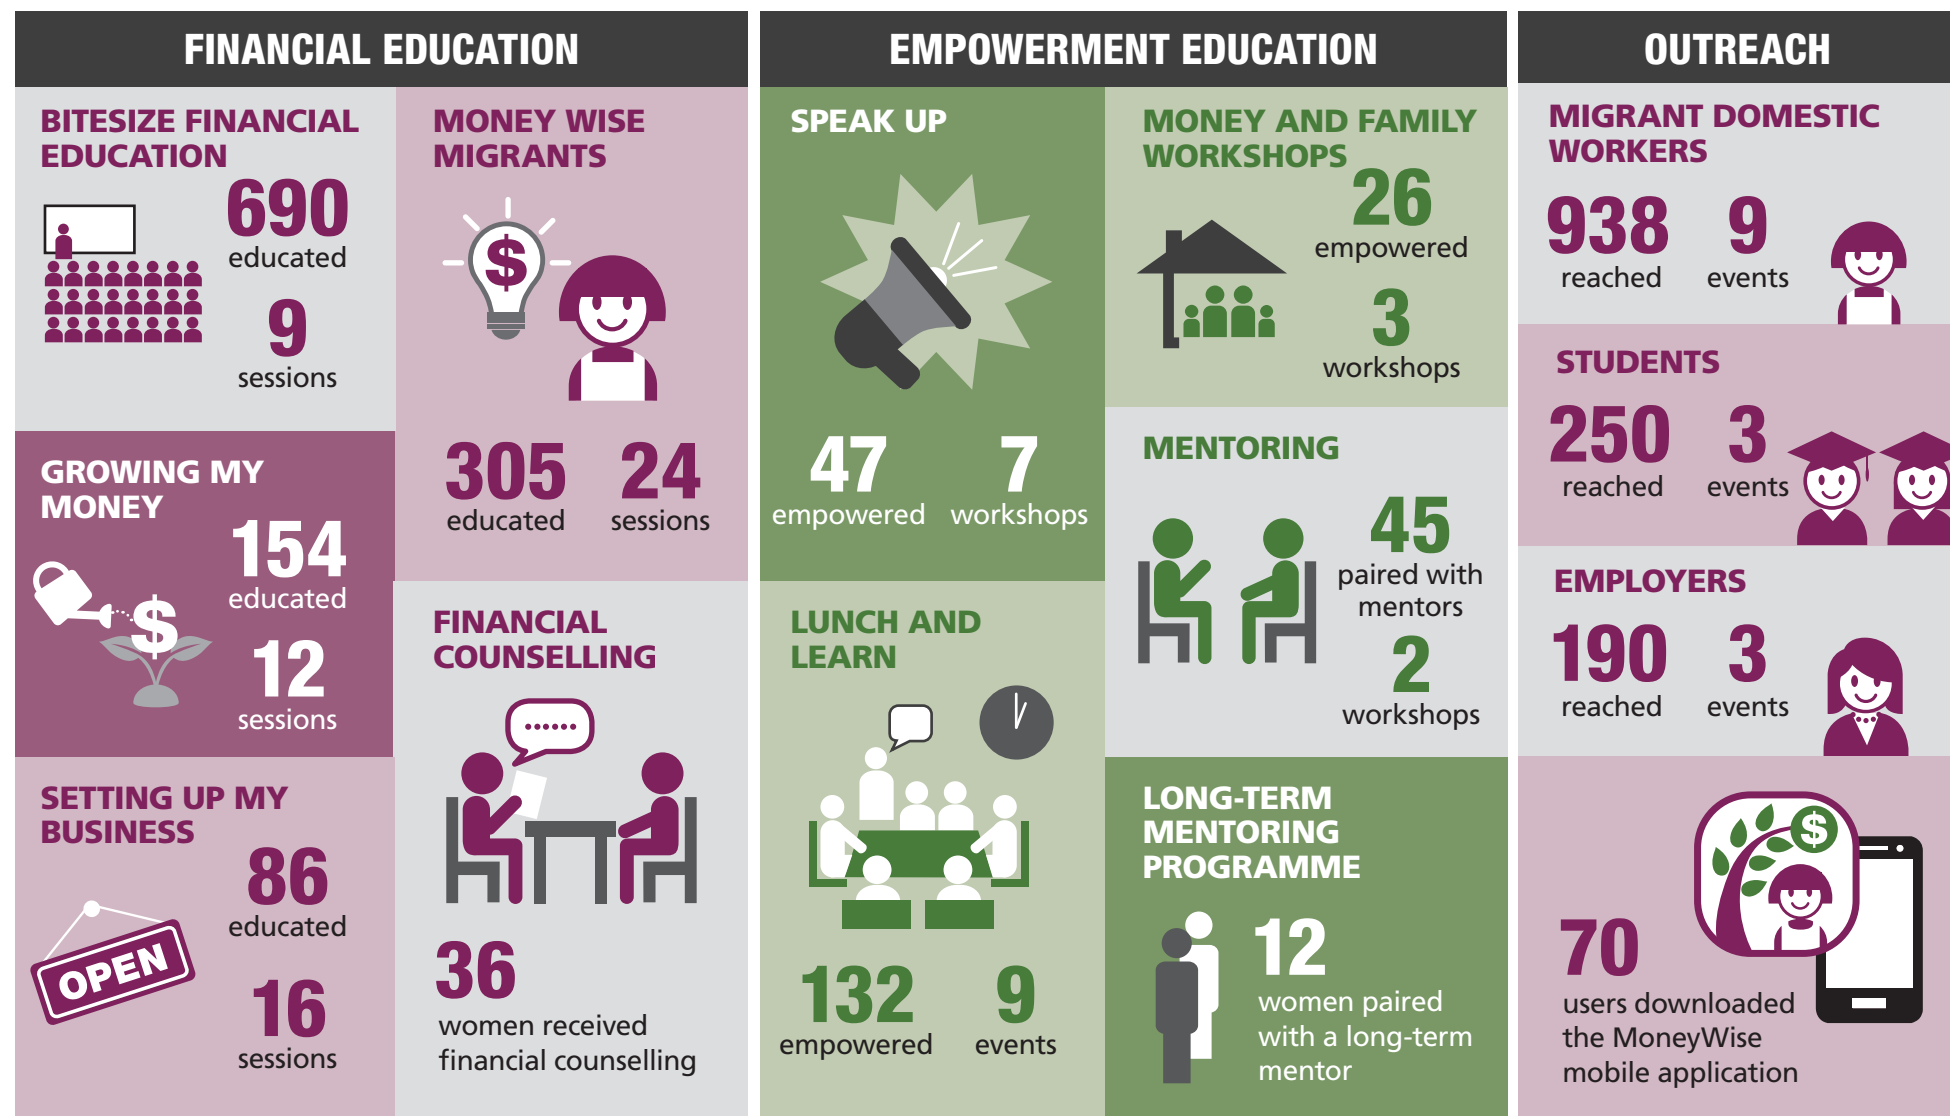 FINANCIAL EDUCATION
BITESIZE FINANCIAL
EDUCATION
690
educated
9
sessions
GROWING MY
MONEY
$
154
educated
12
sessions
SETTING UP MY
BUSINESS
OPEN
86
educated
16
sessions
MONEY WISE
MIGRANTS
$
305 24
educated sessions
FINANCIAL
COUNSELLING
36
women received
financial counselling
EMPOWERMENT EDUCATION
SPEAK UP
47 7
empowered workshops
LUNCH AND
LEARN
132 9
empowered events
MONEY AND FAMILY
WORKSHOPS
26
empowered
3
workshops
MENTORING
45
paired with
mentors
2
workshops
LONG-TERM
MENTORING
PROGRAMME
12
women paired
with a long-term
mentor
OUTREACH
MIGRANT DOMESTIC
WORKERS
938 9
reached events
STUDENTS
250 3
reached events
EMPLOYERS
190 3
reached events
$
70
users downloaded
the MoneyWise
mobile application